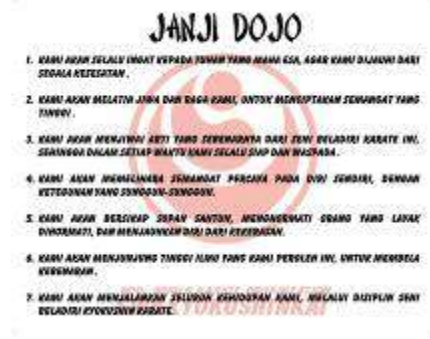 JANJI DOJO
1. KAMI AKAN SELALU INGAT KEPADA TUHAN YANG MAHA ESA, AGAR KAMI DIJAUHI DARI
SEGALA KESESATAN.
2. KAMI AKAN MELATIH JIWA DAN RAGA KAMI, UNTUK MENCIPTAKAN SEMANGAT YANG
TINGGI.
3. KAMI AKAN MENJIWAI ARTI YANG SEBENARNYA DARI SENI BELADIRI KARATE INI,
SEHINGGA DALAM SETIAP WAKTU KAMI SELALU SIAP DAN WASPADA.
4. KAMI AKAN MEMELIHARA SEMANGAT PERCAYA PADA DIRI SENDIRI, DENGAN
KETEGUHAN YANG SUNGGUH-SUNGGUH.
5. KAMI AKAN BERSIKAP SOPAN SANTUN, MENGHORMATI ORANG YANG LAYAK
DIHORMATI, DAN MENJAUHKAN DIRI DARI KEKERASAN.
6. KAMI AKAN MENJUNJUNG TINGGI ILMU YANG KAMI PEROLEH INI, UNTUK MEMBELA
KEBENARAN.
7. KAMI AKAN MENJALANKAN SELURUH KEHIDUPAN KAMI, MELALUI DISIPLIN SENI
BELADIRI KYOKUSHIN KARATE.
KYOKUSHINKAI